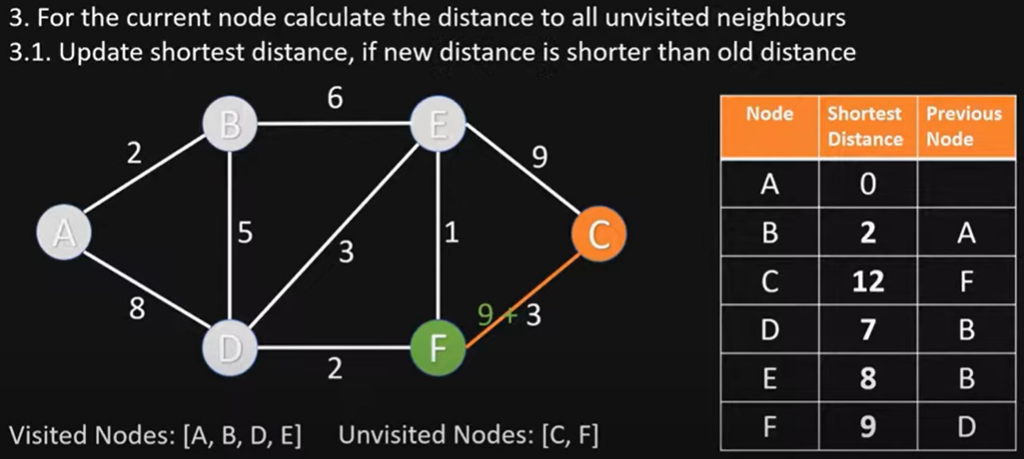 3. For the current node calculate the distance to all unvisited neighbours
3.1. Update shortest distance, if new distance is shorter than old distance
6
B
E
2
9
A
5
3
1
C
8
9 + 3
D
F
2
Node Shortest Distance Previous Node
A 0
B 2 A
C 12 F
D 7 B
E 8 B
F 9 D
Visited Nodes: [A, B, D, E] Unvisited Nodes: [C, F]